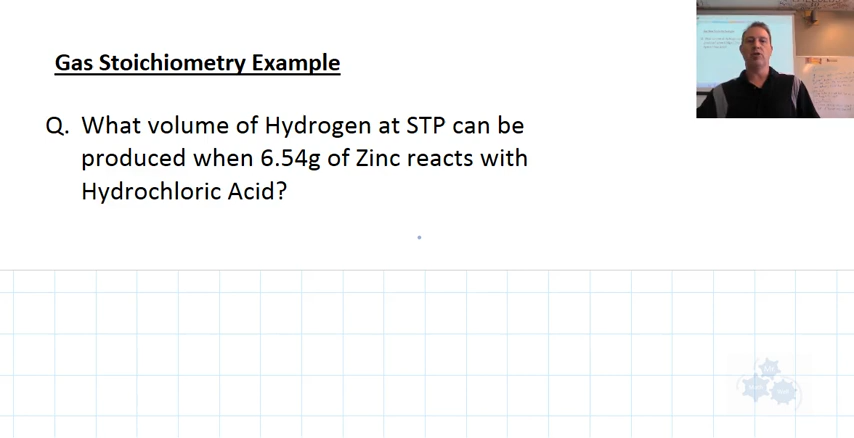 Gas Stoichiometry Example
Q. What volume of Hydrogen at STP can be
produced when 6.54g of Zinc reacts with
Hydrochloric Acid?